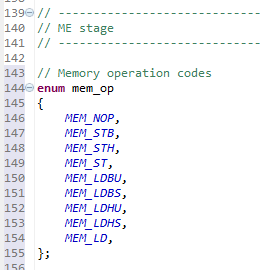 139 // -----------------------------
140 // ME stage
141 // -----------------------------
142
143 // Memory operation codes
144 enum mem_op
145 {
146     MEM_NOP,
147     MEM_STB,
148     MEM_STH,
149     MEM_ST,
150     MEM_LDBU,
151     MEM_LDBS,
152     MEM_LDHU,
153     MEM_LDHS,
154     MEM_LD,
155 };